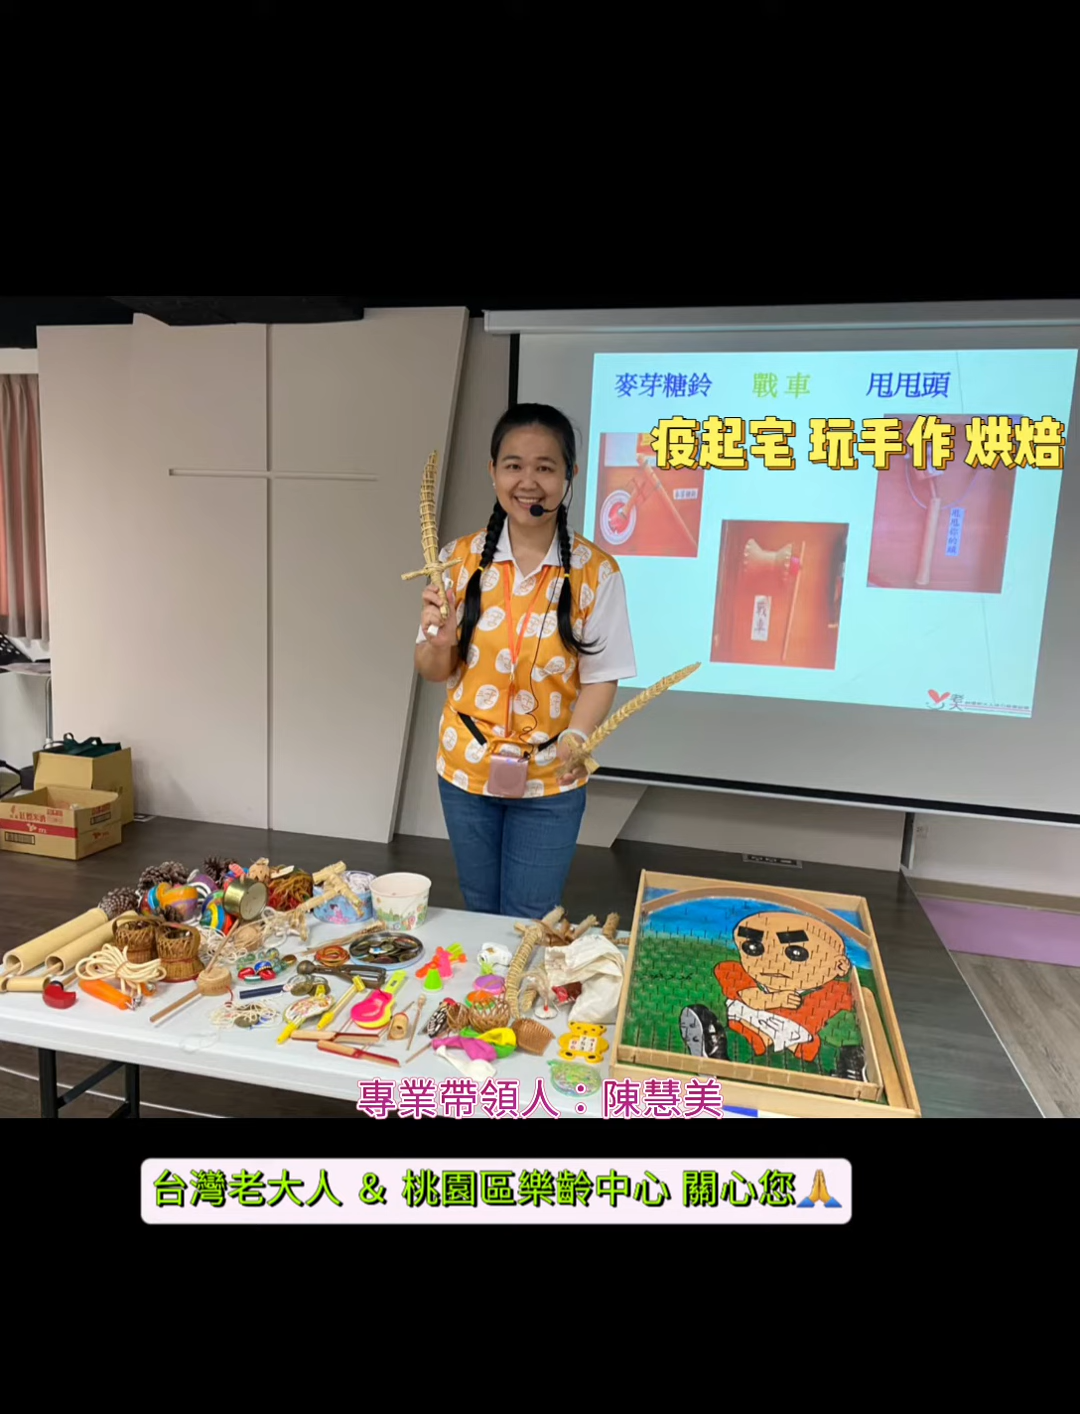 麥芽糖鈴 戰車 甩甩頭
疫起宅 玩手作 烘焙
戰車
專業帶領人：陳慧美
台灣老大人 & 桃園區樂齡中心 關心您🙏